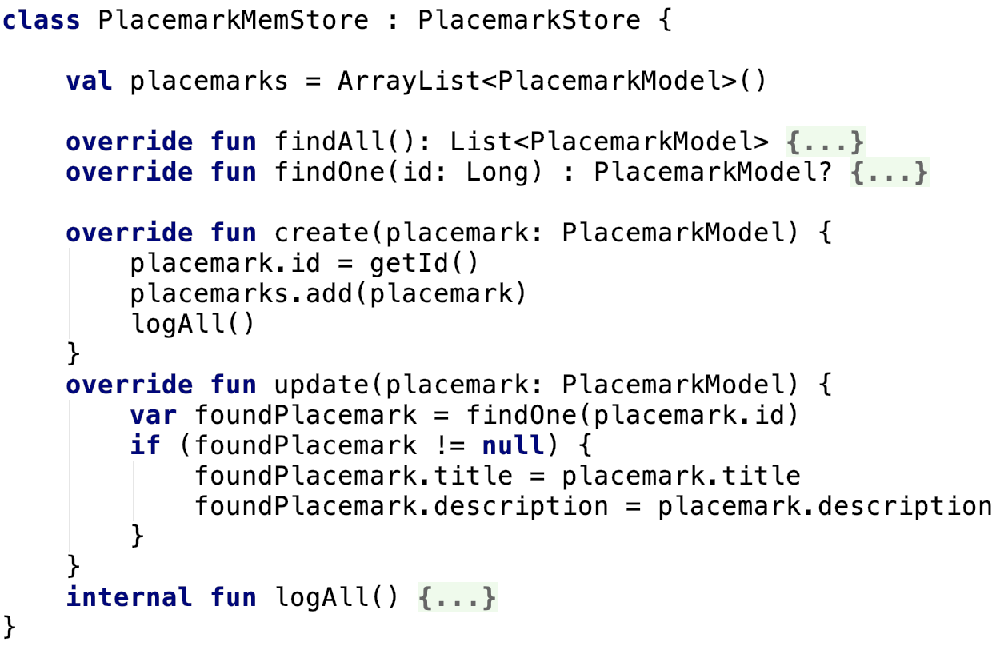 class PlacemarkMemStore : PlacemarkStore {
val placemarks = ArrayList<PlacemarkModel>()
override fun findAll(): List<PlacemarkModel> {...}
override fun findOne(id: Long) : PlacemarkModel? {...}
override fun create(placemark: PlacemarkModel) {
placemark.id = getId()
placemarks.add(placemark)
logAll()
}
override fun update(placemark: PlacemarkModel) {
var foundPlacemark = findOne(placemark.id)
if (foundPlacemark != null) {
foundPlacemark.title = placemark.title
foundPlacemark.description = placemark.description
}
}
internal fun logAll() {...}
}